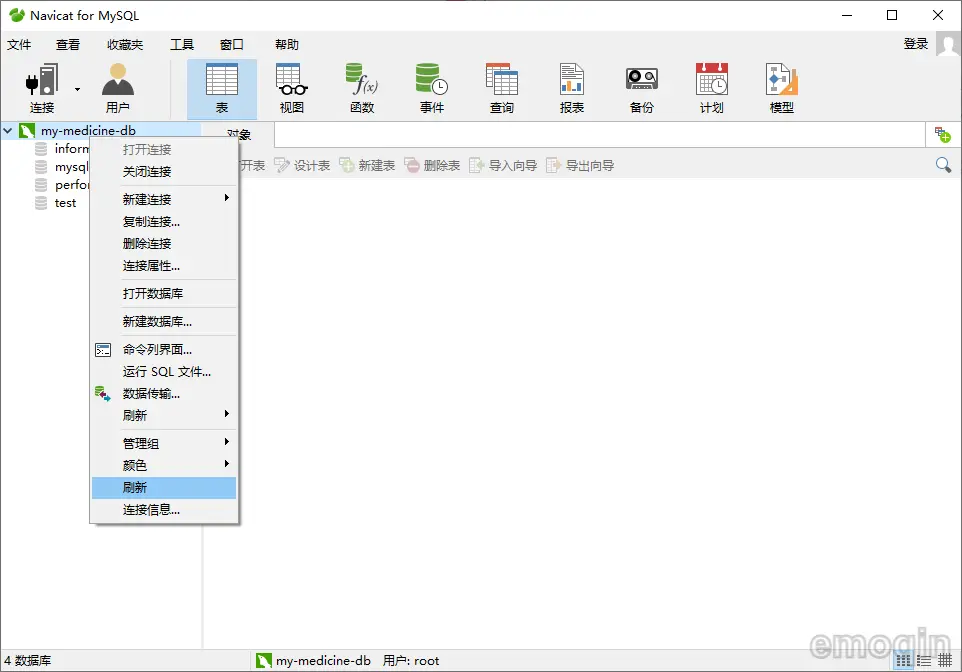 Navicat for MySQL
文件 查看 收藏夹 工具 窗口 帮助 登录
连接 用户 表 视图 函数 事件 查询 报表 备份 计划 模型
my-medicine-db 对象
开表 设计表 新建表 删除表 导入向导 导出向导
inform
mysql
perfor
test
打开连接
关闭连接
新建连接
复制连接...
删除连接
连接属性...
打开数据库
新建数据库...
命令列界面...
运行 SQL 文件...
数据传输...
刷新
管理组
颜色
刷新
连接信息...
4 数据库 my-medicine-db 用户: root
emogin